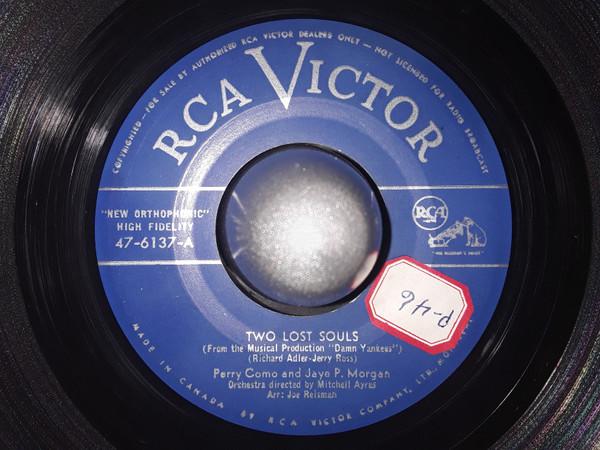 COPYRIGHTED—FOR SALE BY AUTHORIZED RCA VICTOR DEALERS ONLY — NOT LICENSED FOR RADIO BROADCAST
RCA VICTOR
"NEW ORTHOPHONIC"
HIGH FIDELITY
47-6137-A
RCA
"HIS MASTER'S VOICE"
P-46
TWO LOST SOULS
(From the Musical Production "Damn Yankees")
(Richard Adler-Jerry Ross)
Perry Como and Jaye P. Morgan
Orchestra directed by Mitchell Ayres
Arr: Joe Reisman
MADE IN CANADA BY RCA VICTOR COMPANY, LTD.